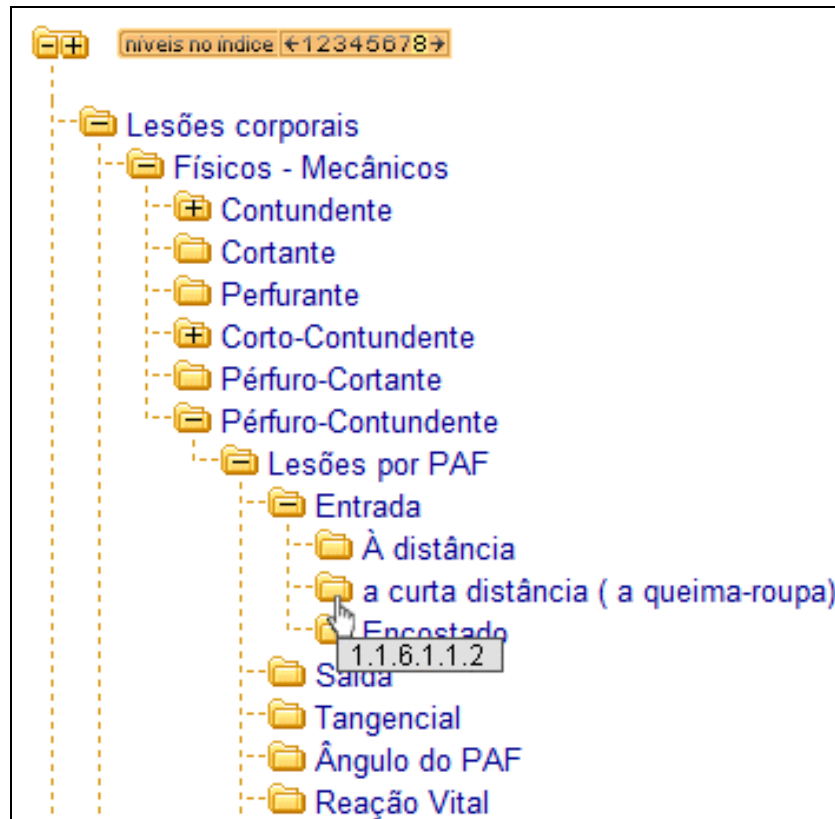 níveis no índice ←12345678→
Lesões corporais
Físicos - Mecânicos
Contundente
Cortante
Perfurante
Corto-Contundente
Pérfuro-Cortante
Pérfuro-Contundente
Lesões por PAF
Entrada
À distância
a curta distância ( a queima-roupa)
Encostado
1.1.6.1.1.2
Saída
Tangencial
Ângulo do PAF
Reação Vital